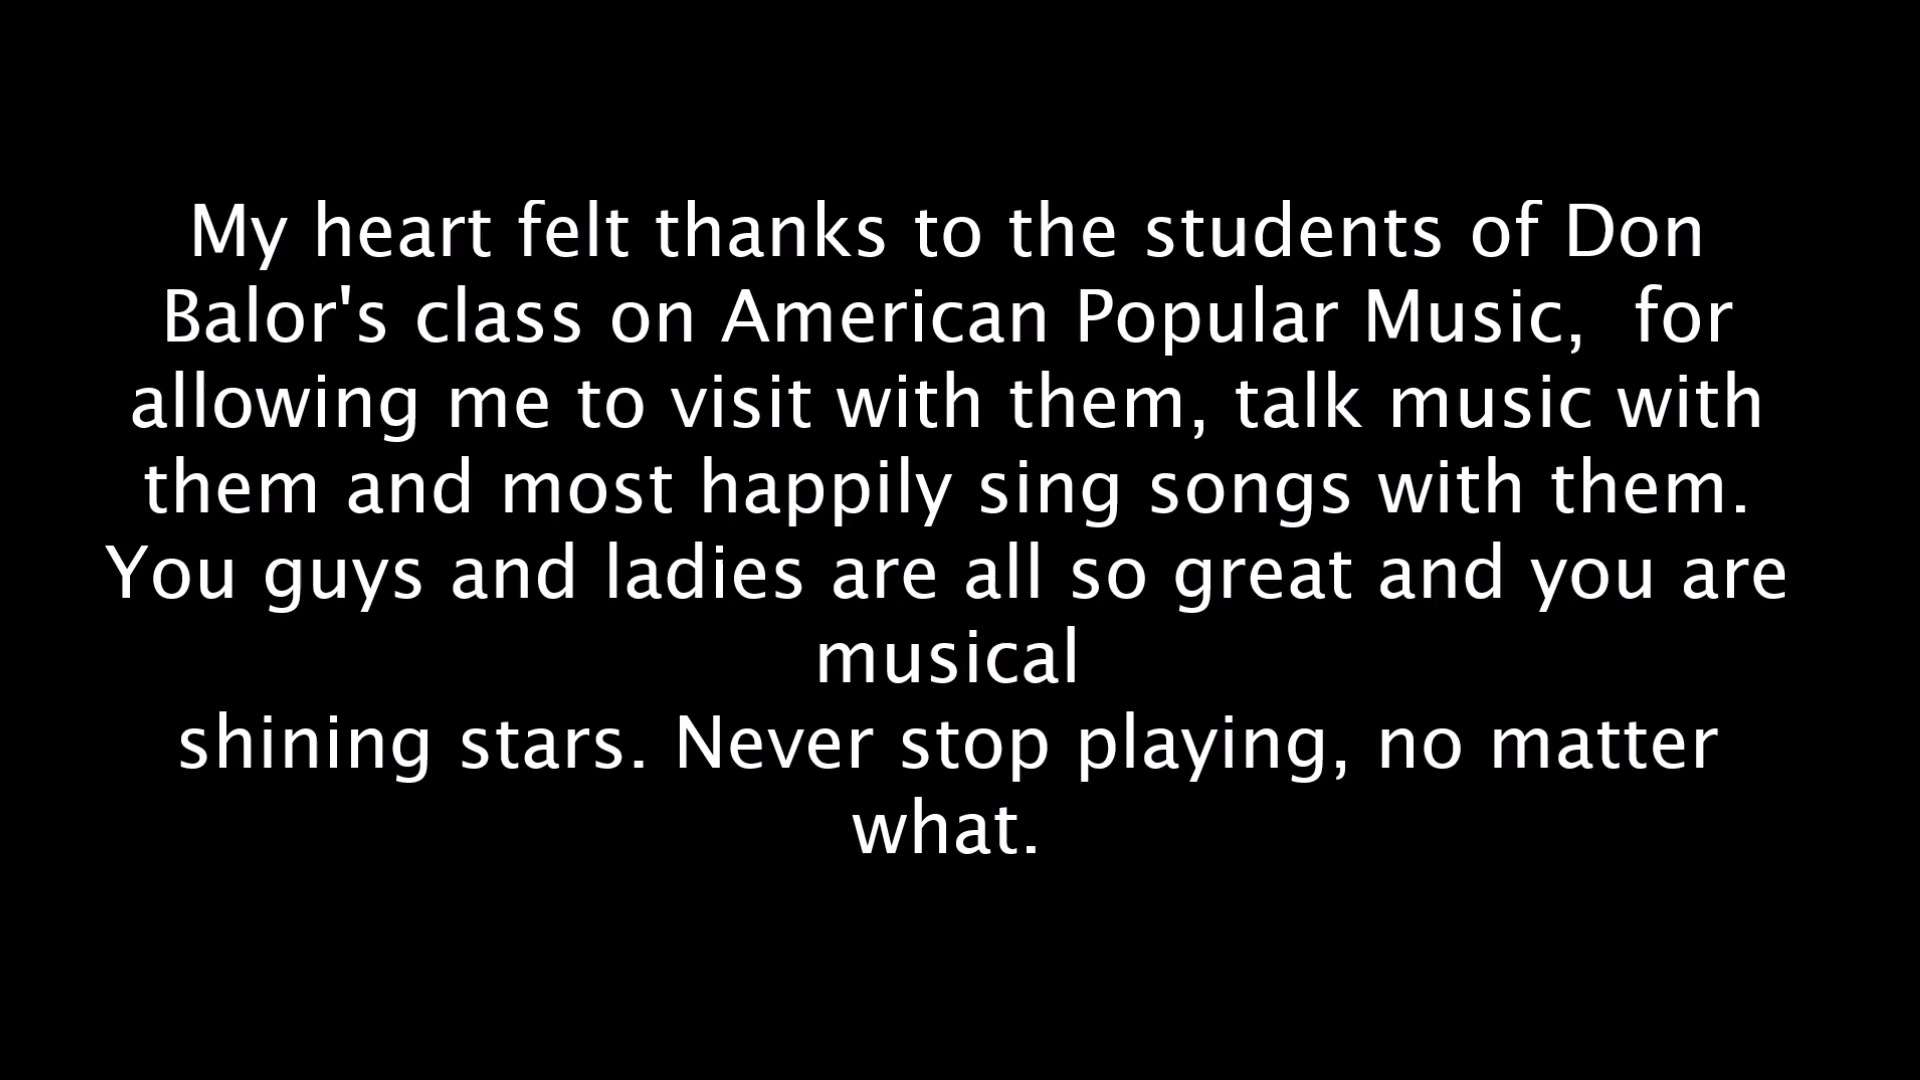 My heart felt thanks to the students of Don
Balor's class on American Popular Music,  for
allowing me to visit with them, talk music with
them and most happily sing songs with them.
You guys and ladies are all so great and you are
musical
shining stars. Never stop playing, no matter
what.